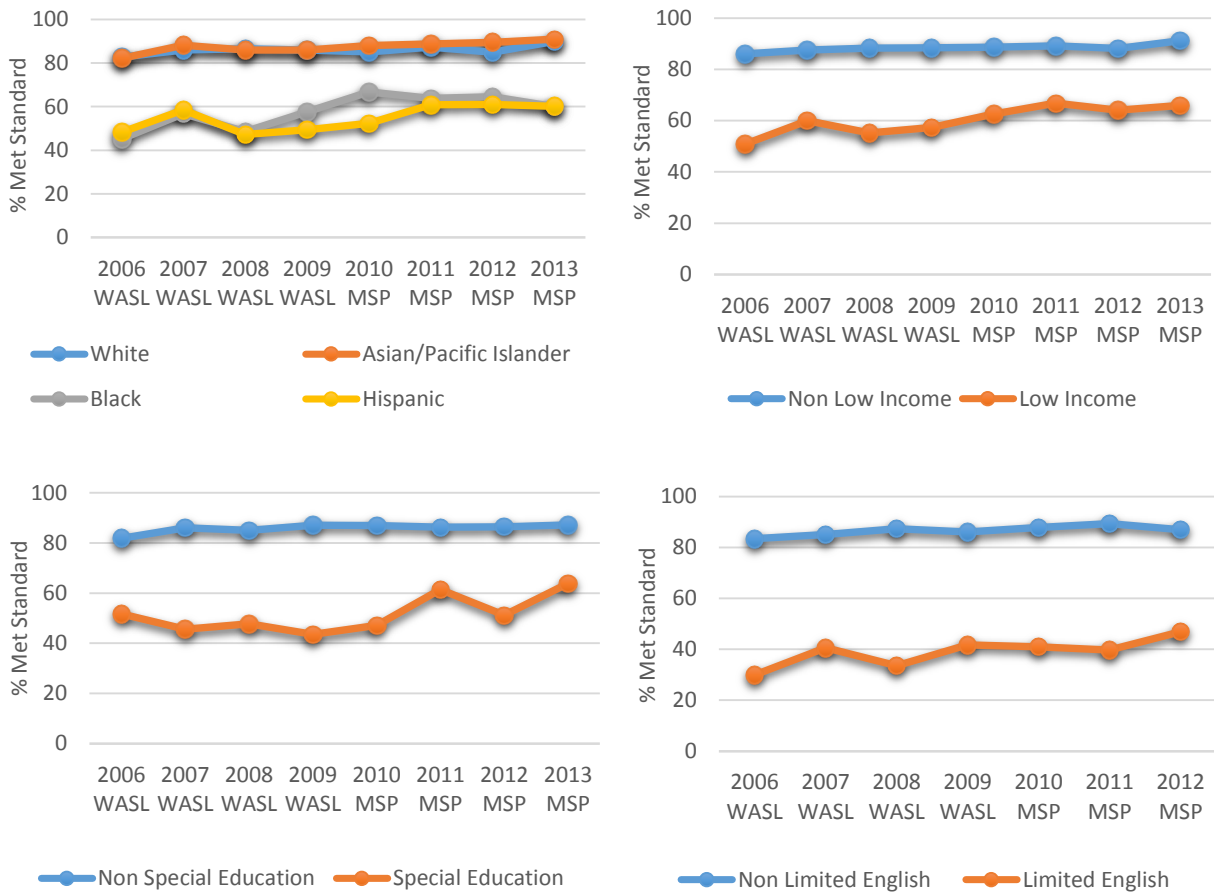 % Met Standard
100
80
60
40
20
0
2006 2007 2008 2009 2010 2011 2012 2013
WASL WASL WASL WASL MSP MSP MSP MSP
White Asian/Pacific Islander
Black Hispanic
% Met Standard
100
80
60
40
20
0
2006 2007 2008 2009 2010 2011 2012 2013
WASL WASL WASL WASL MSP MSP MSP MSP
Non Low Income Low Income
% Met Standard
100
80
60
40
20
0
2006 2007 2008 2009 2010 2011 2012 2013
WASL WASL WASL WASL MSP MSP MSP MSP
Non Special Education Special Education
% Met Standard
100
80
60
40
20
0
2006 2007 2008 2009 2010 2011 2012
WASL WASL WASL WASL MSP MSP MSP
Non Limited English Limited English